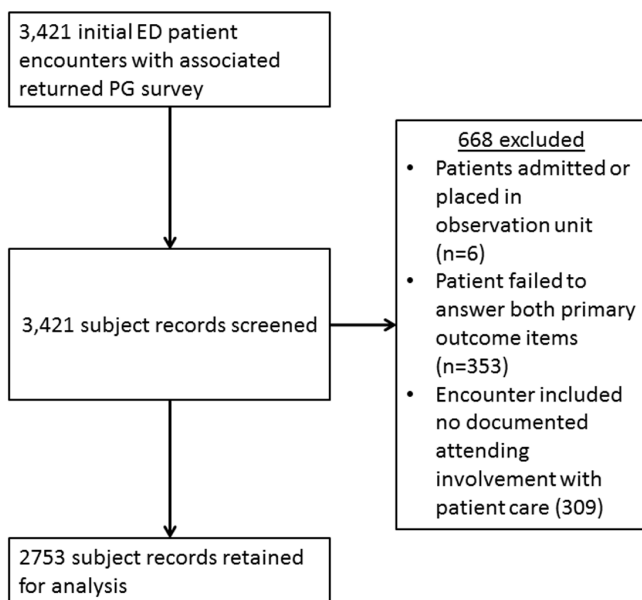 3,421 initial ED patient
encounters with associated
returned PG survey
668 excluded
• Patients admitted or
placed in
observation unit
(n=6)
• Patient failed to
answer both primary
outcome items
(n=353)
• Encounter included
no documented
attending
involvement with
patient care (309)
3,421 subject records screened
2753 subject records retained
for analysis